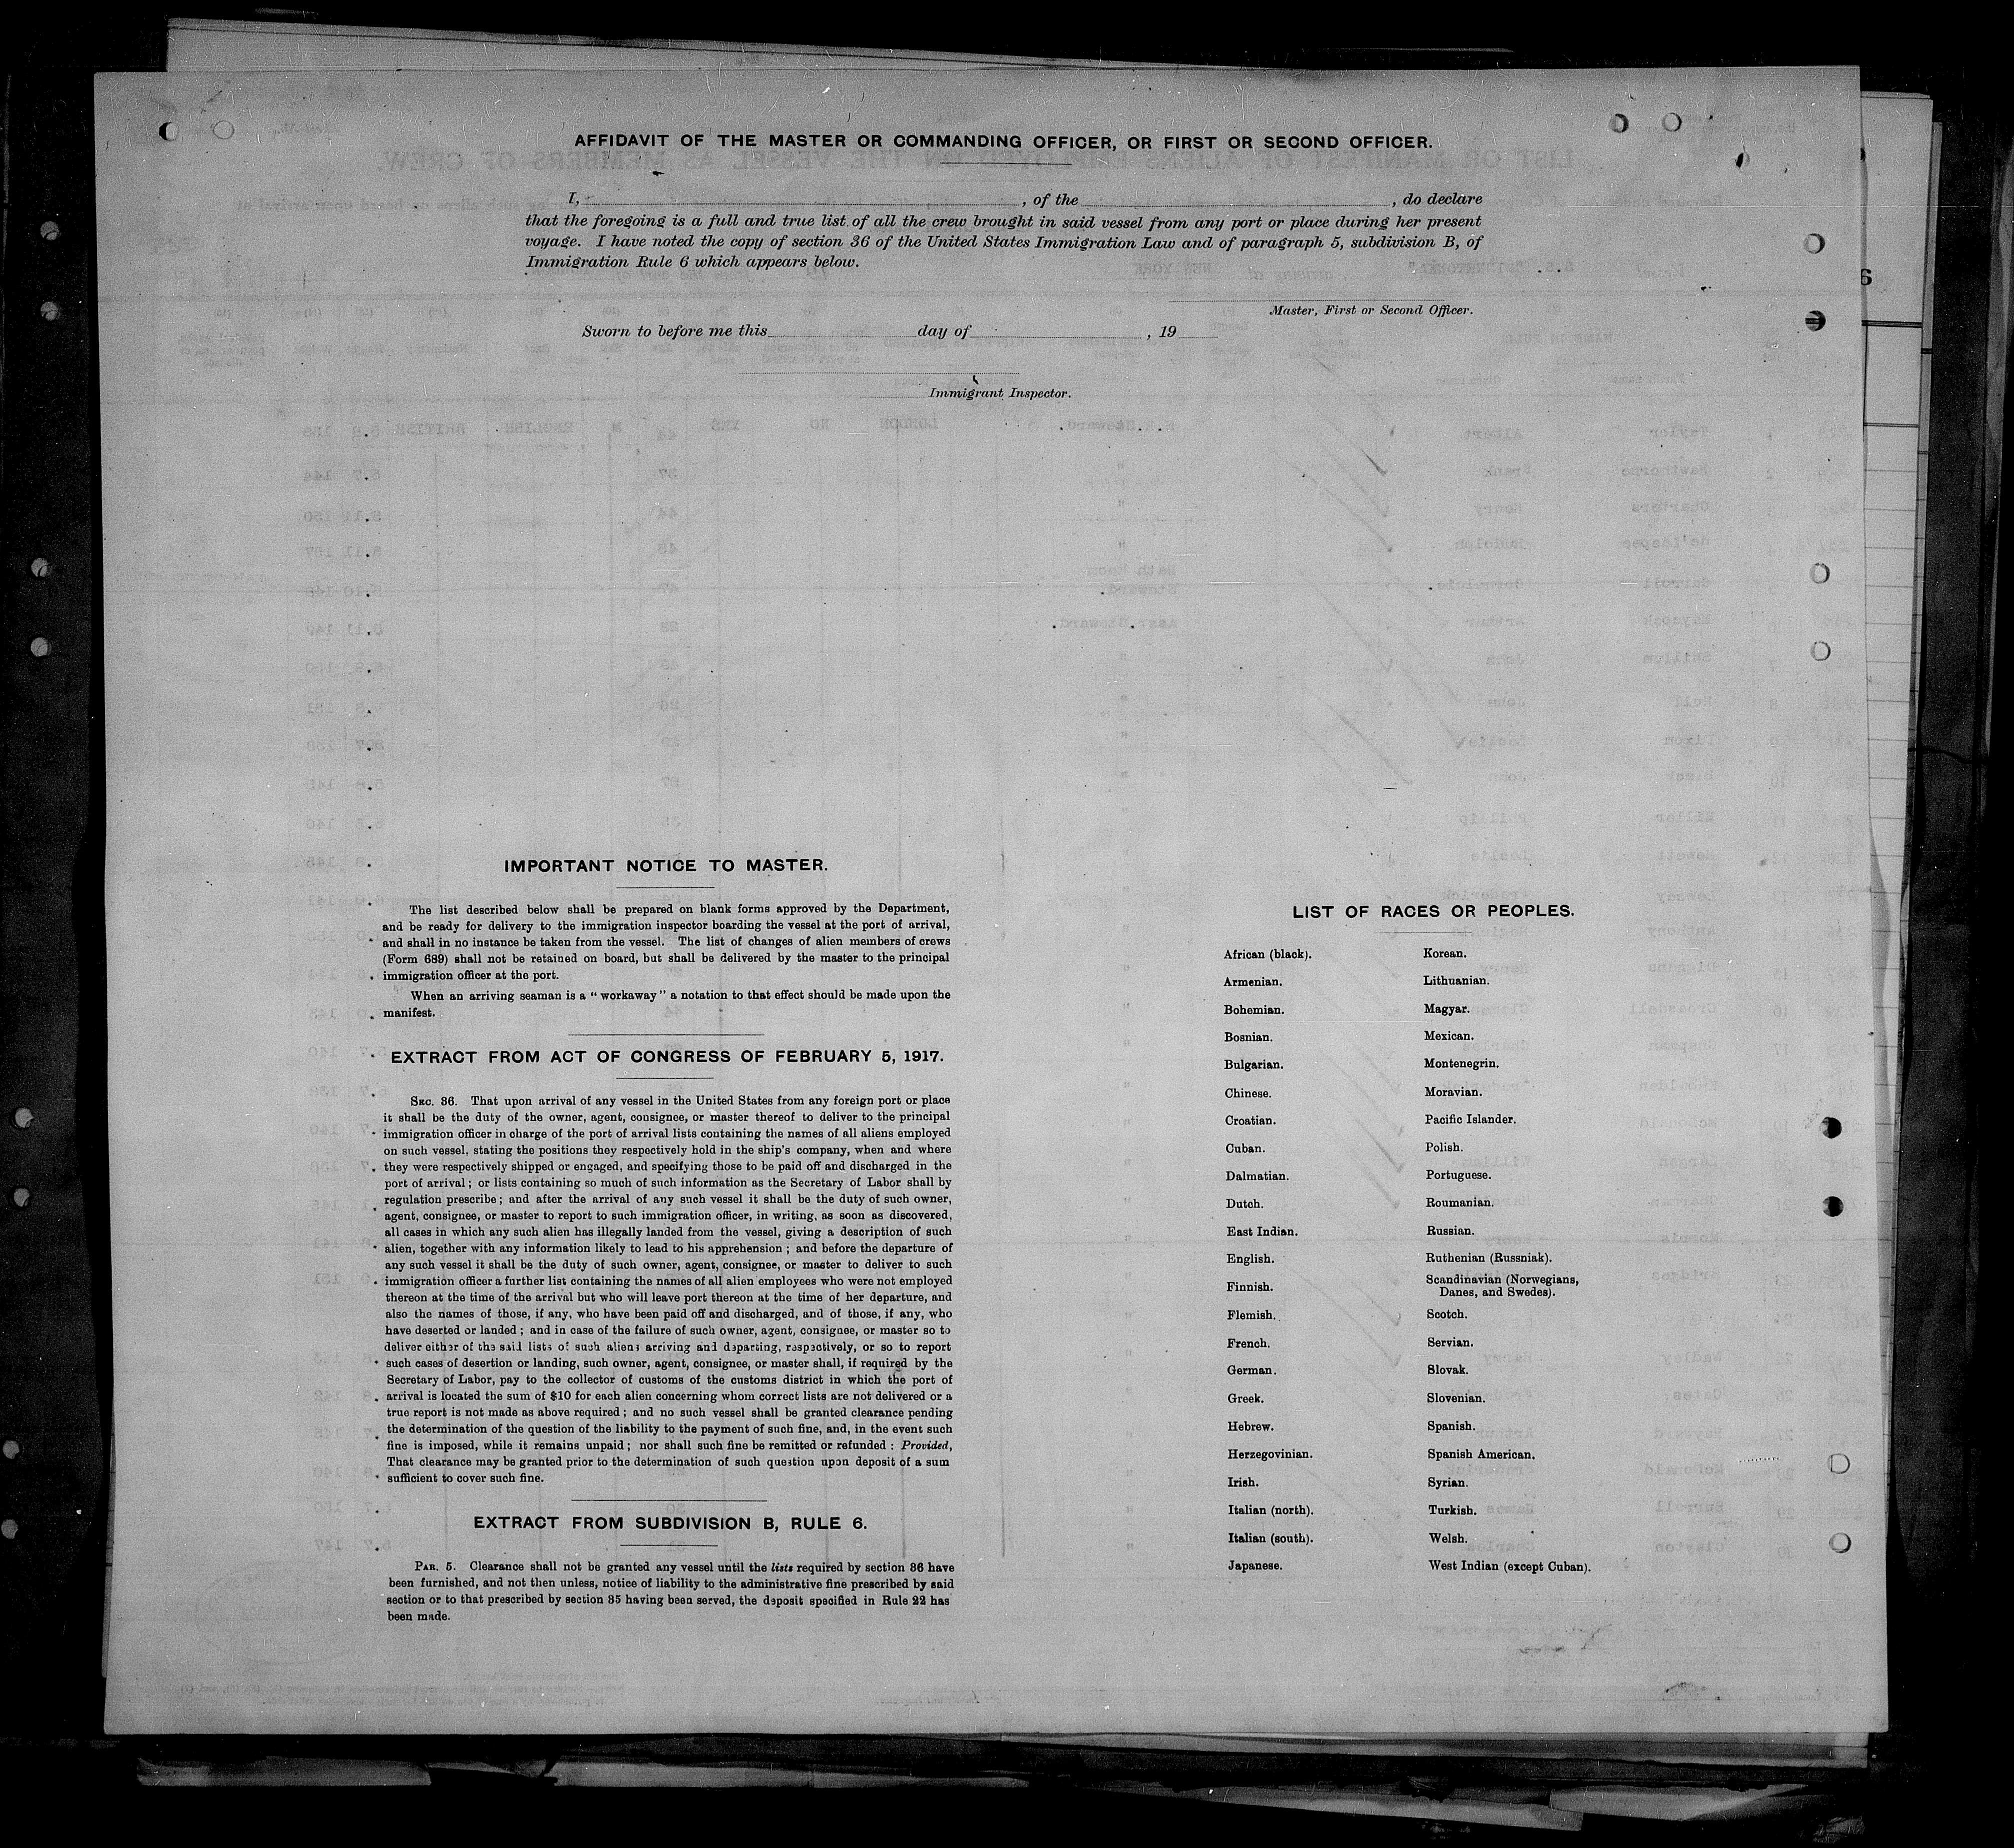 AFFIDAVIT OF THE MASTER OR COMMANDING OFFICER, OR FIRST OR SECOND OFFICER.
I, , of the , do declare
that the foregoing is a full and true list of all the crew brought in said vessel from any port or place during her present
voyage. I have noted the copy of section 36 of the United States Immigration Law and of paragraph 5, subdivision B, of
Immigration Rule 6 which appears below.
Master, First or Second Officer.
Sworn to before me this day of , 19
Immigrant Inspector.
IMPORTANT NOTICE TO MASTER.
The list described below shall be prepared on blank forms approved by the Department,
and be ready for delivery to the immigration inspector boarding the vessel at the port of arrival,
and shall in no instance be taken from the vessel. The list of changes of alien members of crews
(Form 689) shall not be retained on board, but shall be delivered by the master to the principal
immigration officer at the port.
When an arriving seaman is a "workaway" a notation to that effect should be made upon the
manifest.
EXTRACT FROM ACT OF CONGRESS OF FEBRUARY 5, 1917.
SEC. 36. That upon arrival of any vessel in the United States from any foreign port or place
it shall be the duty of the owner, agent, consignee, or master thereof to deliver to the principal
immigration officer in charge of the port of arrival lists containing the names of all aliens employed
on such vessel, stating the positions they respectively hold in the ship's company, when and where
they were respectively shipped or engaged, and specifying those to be paid off and discharged in the
port of arrival; or lists containing so much of such information as the Secretary of Labor shall by
regulation prescribe; and after the arrival of any such vessel it shall be the duty of such owner,
agent, consignee, or master to report to such immigration officer, in writing, as soon as discovered,
all cases in which any such alien has illegally landed from the vessel, giving a description of such
alien, together with any information likely to lead to his apprehension; and before the departure of
any such vessel it shall be the duty of such owner, agent, consignee, or master to deliver to such
immigration officer a further list containing the names of all alien employees who were not employed
thereon at the time of the arrival but who will leave port thereon at the time of her departure, and
also the names of those, if any, who have been paid off and discharged, and of those, if any, who
have deserted or landed; and in case of the failure of such owner, agent, consignee, or master so to
deliver either of the said lists of such aliens arriving and departing, respectively, or so to report
such cases of desertion or landing, such owner, agent, consignee, or master shall, if required by the
Secretary of Labor, pay to the collector of customs of the customs district in which the port of
arrival is located the sum of $10 for each alien concerning whom correct lists are not delivered or a
true report is not made as above required; and no such vessel shall be granted clearance pending
the determination of the question of the liability to the payment of such fine, and, in the event such
fine is imposed, while it remains unpaid; nor shall such fine be remitted or refunded: Provided,
That clearance may be granted prior to the determination of such question upon deposit of a sum
sufficient to cover such fine.
EXTRACT FROM SUBDIVISION B, RULE 6.
PAR. 5. Clearance shall not be granted any vessel until the lists required by section 36 have
been furnished, and not then unless, notice of liability to the administrative fine prescribed by said
section or to that prescribed by section 35 having been served, the deposit specified in Rule 22 has
been made.
LIST OF RACES OR PEOPLES.
African (black).
Armenian.
Bohemian.
Bosnian.
Bulgarian.
Chinese.
Croatian.
Cuban.
Dalmatian.
Dutch.
East Indian.
English.
Finnish.
Flemish.
French.
German.
Greek.
Hebrew.
Herzegovinian.
Irish.
Italian (north).
Italian (south).
Japanese.
Korean.
Lithuanian.
Magyar.
Mexican.
Montenegrin.
Moravian.
Pacific Islander.
Polish.
Portuguese.
Roumanian.
Russian.
Ruthenian (Russniak).
Scandinavian (Norwegians,
Danes, and Swedes).
Scotch.
Servian.
Slovak.
Slovenian.
Spanish.
Spanish American.
Syrian.
Turkish.
Welsh.
West Indian (except Cuban).